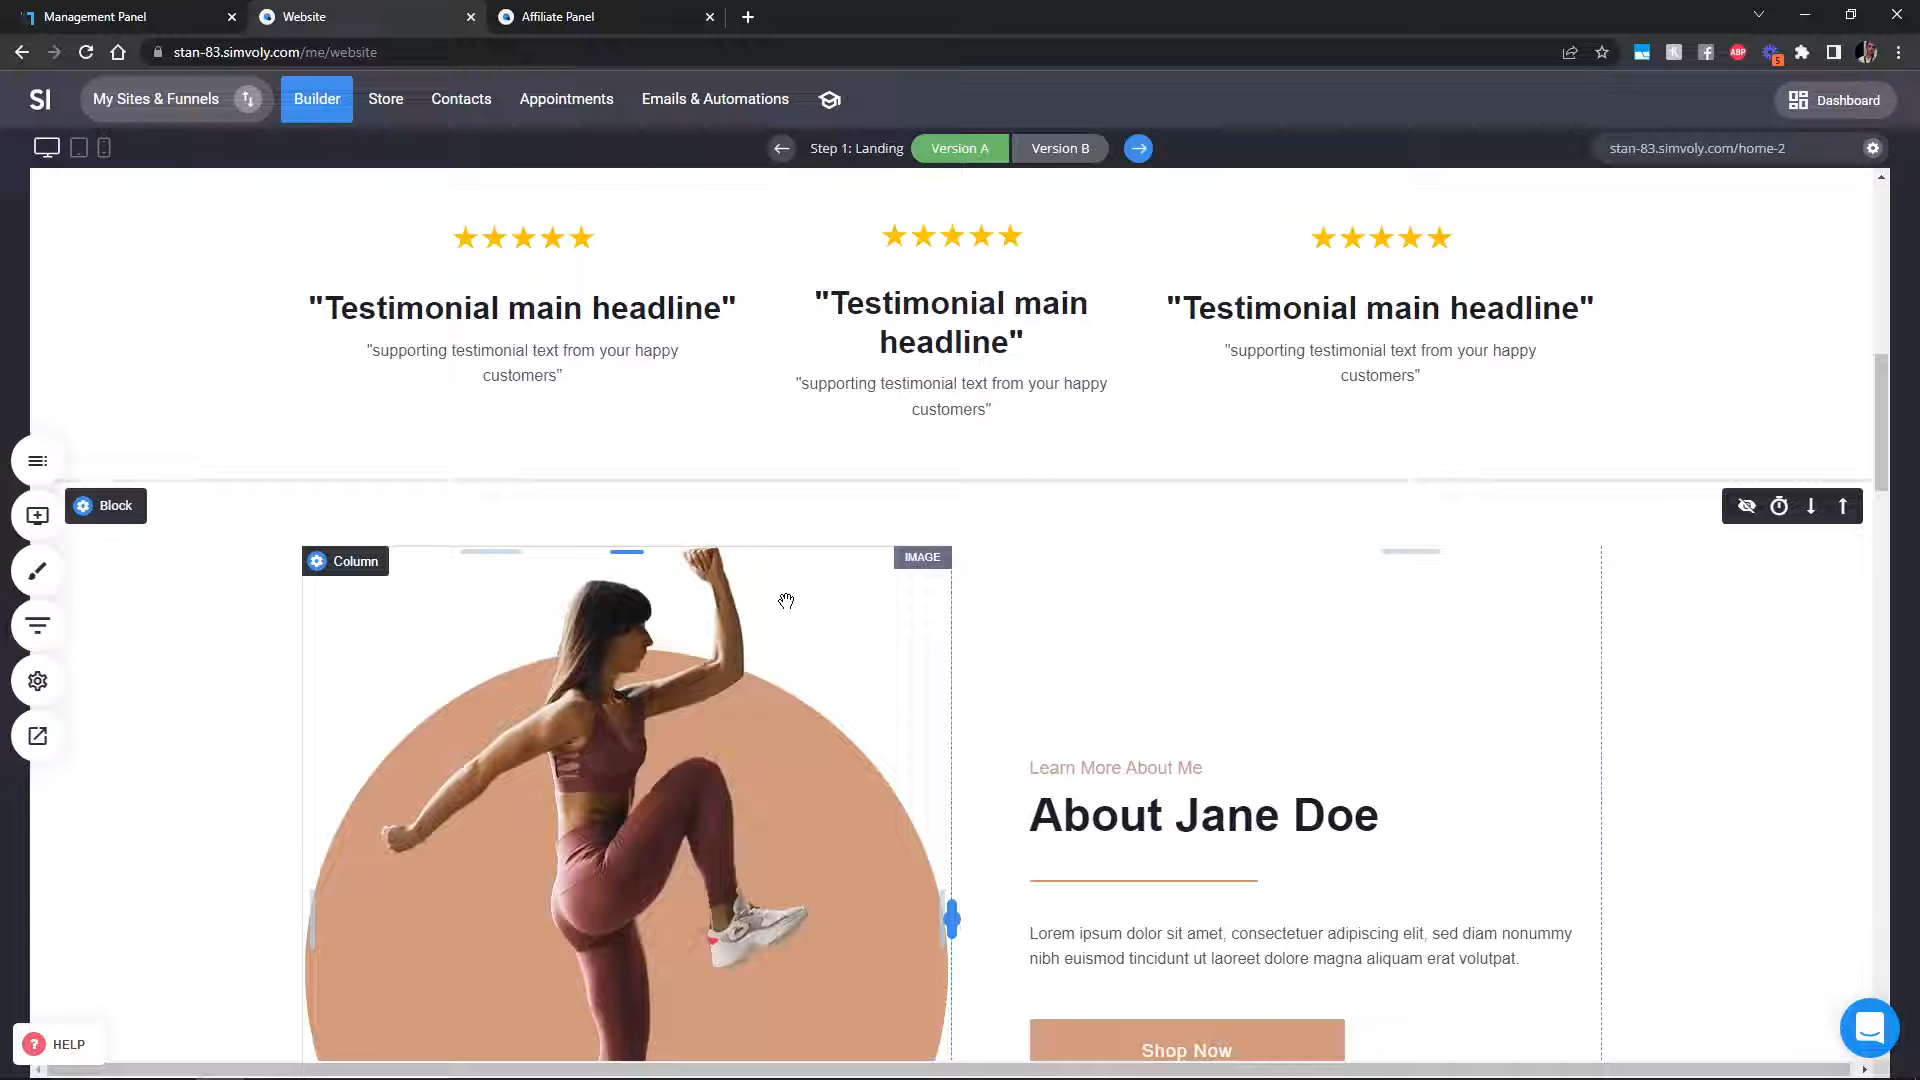 Management Panel
Website
Affiliate Panel
stan-83.simvoly.com/me/website
ABP
5
SI
My Sites & Funnels
Builder
Store
Contacts
Appointments
Emails & Automations
Dashboard
Step 1: Landing
Version A
Version B
stan-83.simvoly.com/home-2
"Testimonial main headline"
"supporting testimonial text from your happy
customers"
"Testimonial main
headline"
"supporting testimonial text from your happy
customers"
"Testimonial main headline"
"supporting testimonial text from your happy
customers"
Block
Column
IMAGE
Learn More About Me
About Jane Doe
Lorem ipsum dolor sit amet, consectetuer adipiscing elit, sed diam nonummy
nibh euismod tincidunt ut laoreet dolore magna aliquam erat volutpat.
Shop Now
? HELP